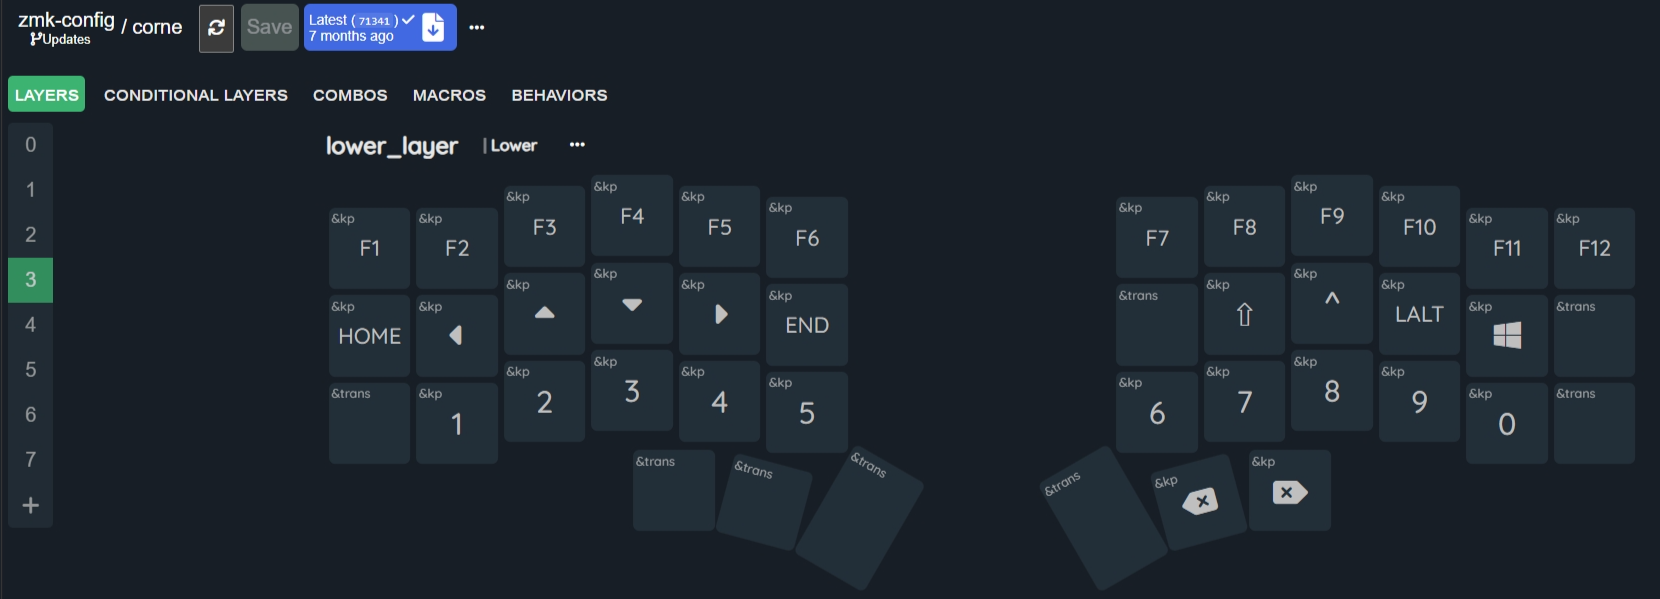 zmk-config / corne
Updates
Save
Latest ( 71341 )
7 months ago
LAYERS CONDITIONAL LAYERS COMBOS MACROS BEHAVIORS
0
1
2
3
4
5
6
7
+
lower_layer | Lower
&kp F1 &kp F2 &kp F3 &kp F4 &kp F5 &kp F6 &kp F7 &kp F8 &kp F9 &kp F10 &kp F11 &kp F12
&kp HOME &kp &kp &kp &kp &kp END &trans &kp &kp ^ &kp LALT &kp &trans
&trans &kp 1 &kp 2 &kp 3 &kp 4 &kp 5 &kp 6 &kp 7 &kp 8 &kp 9 &kp 0 &trans
&trans &trans &trans &trans &kp &kp